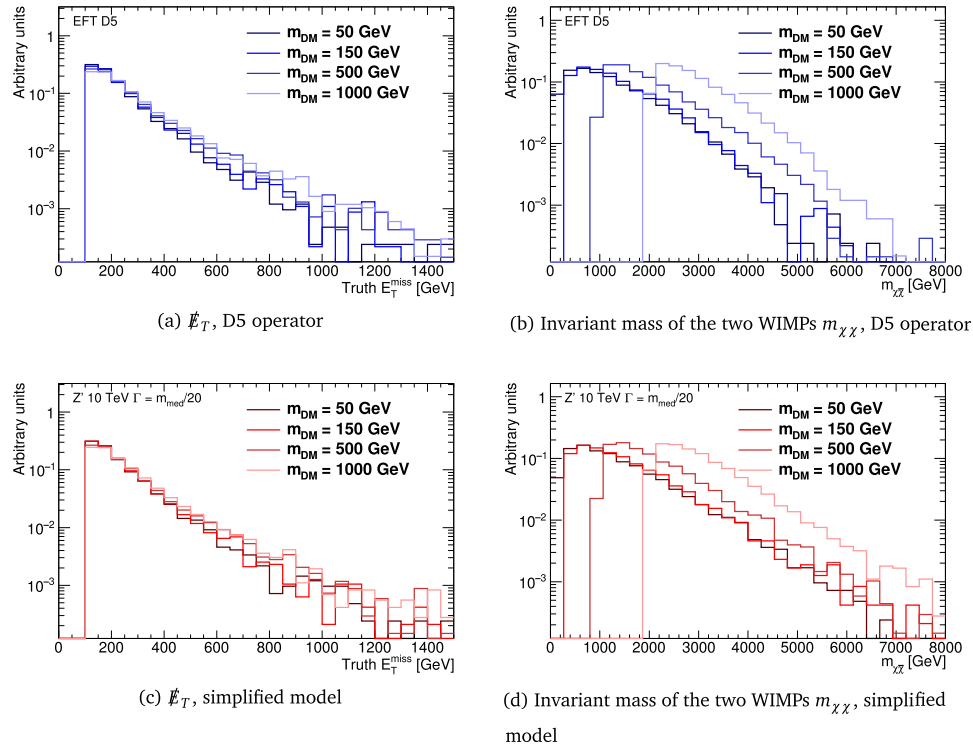 EFT D5
m_DM = 50 GeV
m_DM = 150 GeV
m_DM = 500 GeV
m_DM = 1000 GeV
Arbitrary units
1
10⁻¹
10⁻²
10⁻³
0 200 400 600 800 1000 1200 1400
Truth E_T^miss [GeV]
(a) E̸_T, D5 operator
EFT D5
m_DM = 50 GeV
m_DM = 150 GeV
m_DM = 500 GeV
m_DM = 1000 GeV
Arbitrary units
1
10⁻¹
10⁻²
10⁻³
0 1000 2000 3000 4000 5000 6000 7000 8000
m_χχ̅ [GeV]
(b) Invariant mass of the two WIMPs m_χχ, D5 operator
Z' 10 TeV Γ = m_med/20
m_DM = 50 GeV
m_DM = 150 GeV
m_DM = 500 GeV
m_DM = 1000 GeV
Arbitrary units
1
10⁻¹
10⁻²
10⁻³
0 200 400 600 800 1000 1200 1400
Truth E_T^miss [GeV]
(c) E̸_T, simplified model
Z' 10 TeV Γ = m_med/20
m_DM = 50 GeV
m_DM = 150 GeV
m_DM = 500 GeV
m_DM = 1000 GeV
Arbitrary units
1
10⁻¹
10⁻²
10⁻³
0 1000 2000 3000 4000 5000 6000 7000 8000
m_χχ̅ [GeV]
(d) Invariant mass of the two WIMPs m_χχ, simplified
model